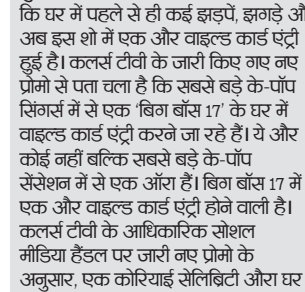 कि घर में पहले से ही कई झड़पें, झगड़े औ
अब इस शो में एक और वाइल्ड कार्ड एंट्री
हुई है। कलर्स टीवी के जारी किए गए नए
प्रोमो से पता चला है कि सबसे बड़े के-पॉप
सिंगर्स में से एक ‘बिग बॉस 17’ के घर में
वाइल्ड कार्ड एंट्री करने जा रहे हैं। ये और
कोई नहीं बल्कि सबसे बड़े के-पॉप
सेंसेशन में से एक ऑरा हैं। बिग बॉस 17 में
एक और वाइल्ड कार्ड एंट्री होने वाली है।
कलर्स टीवी के आधिकारिक सोशल
मीडिया हैंडल पर जारी नए प्रोमो के
अनुसार, एक कोरियाई सेलिब्रिटी औरा घर